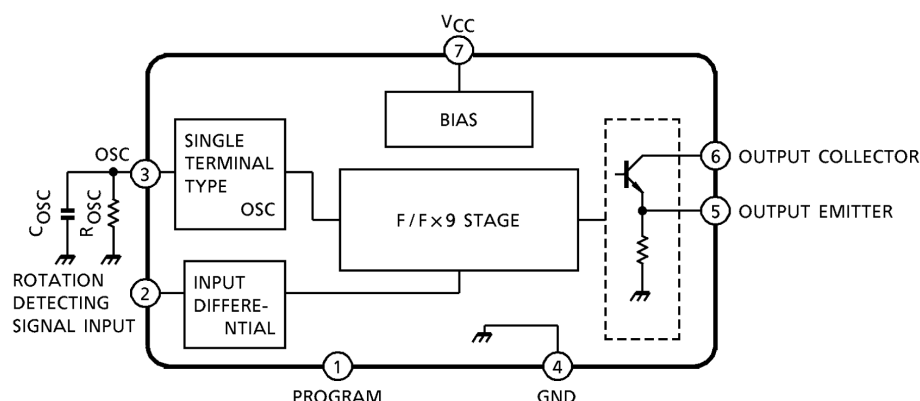 VCC
7
BIAS
OSC
3
SINGLE
TERMINAL
TYPE
OSC
COSC
ROSC
F/F×9 STAGE
6 OUTPUT COLLECTOR
5 OUTPUT EMITTER
ROTATION
DETECTING
SIGNAL INPUT
2
INPUT
DIFFERE-
NTIAL
1
PROGRAM
4
GND